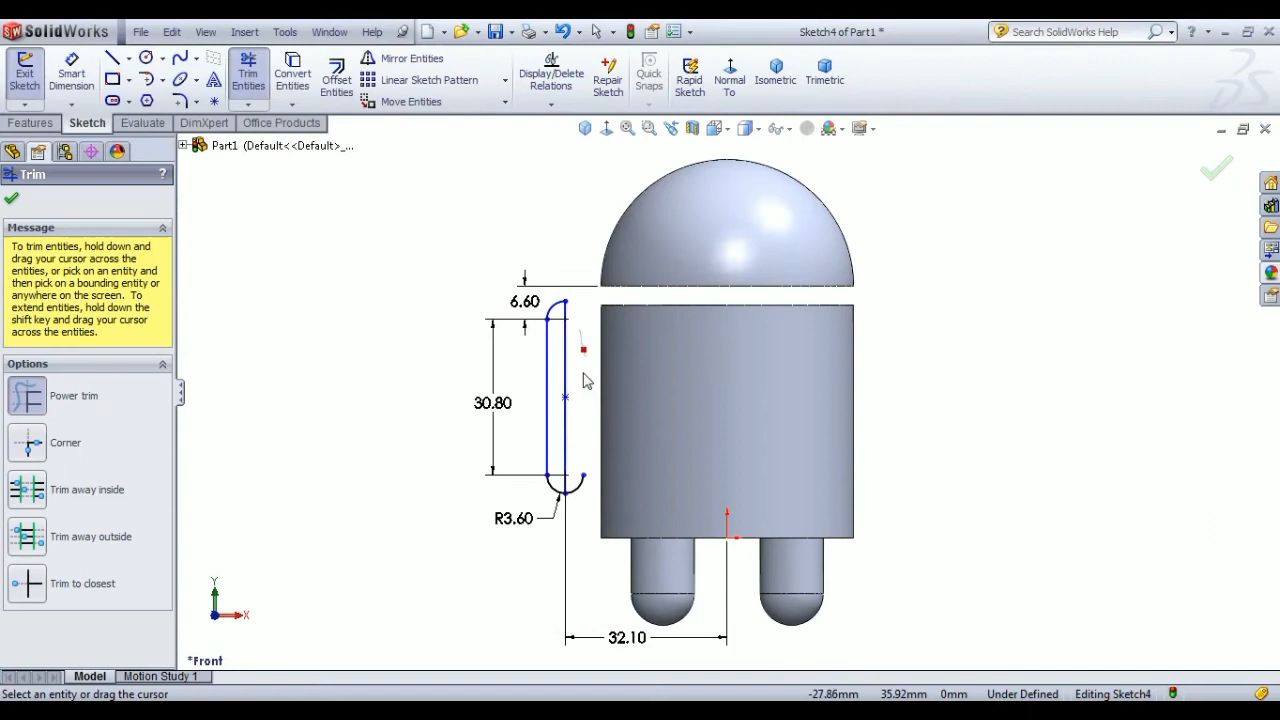 SolidWorks File Edit View Insert Tools Window Help Sketch4 of Part1 * Search SolidWorks Help
Exit Sketch
Smart Dimension
Trim Entities
Convert Entities
Offset Entities
Mirror Entities
Linear Sketch Pattern
Move Entities
Display/Delete Relations
Repair Sketch
Quick Snaps
Rapid Sketch
Normal To
Isometric
Trimetric
Features Sketch Evaluate DimXpert Office Products
Part1 (Default<<Default>_...
Trim ?
Message
To trim entities, hold down and
drag your cursor across the
entities, or pick on an entity and
then pick on a bounding entity or
anywhere on the screen. To
extend entities, hold down the
shift key and drag your cursor
across the entities.
Options
Power trim
Corner
Trim away inside
Trim away outside
Trim to closest
6.60
30.80
R3.60
32.10
Y
X
*Front
Model Motion Study 1
Select an entity or drag the cursor -27.86mm 35.92mm 0mm Under Defined Editing Sketch4